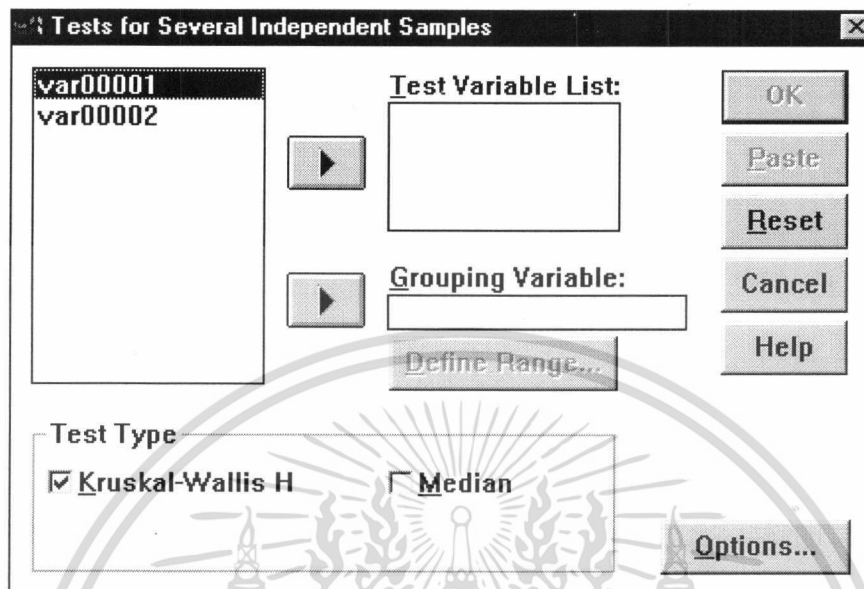 Tests for Several Independent Samples
var00001
var00002
Test Variable List:
Grouping Variable:
Define Range...
OK
Paste
Reset
Cancel
Help
Test Type
Kruskal-Wallis H
Median
Options...